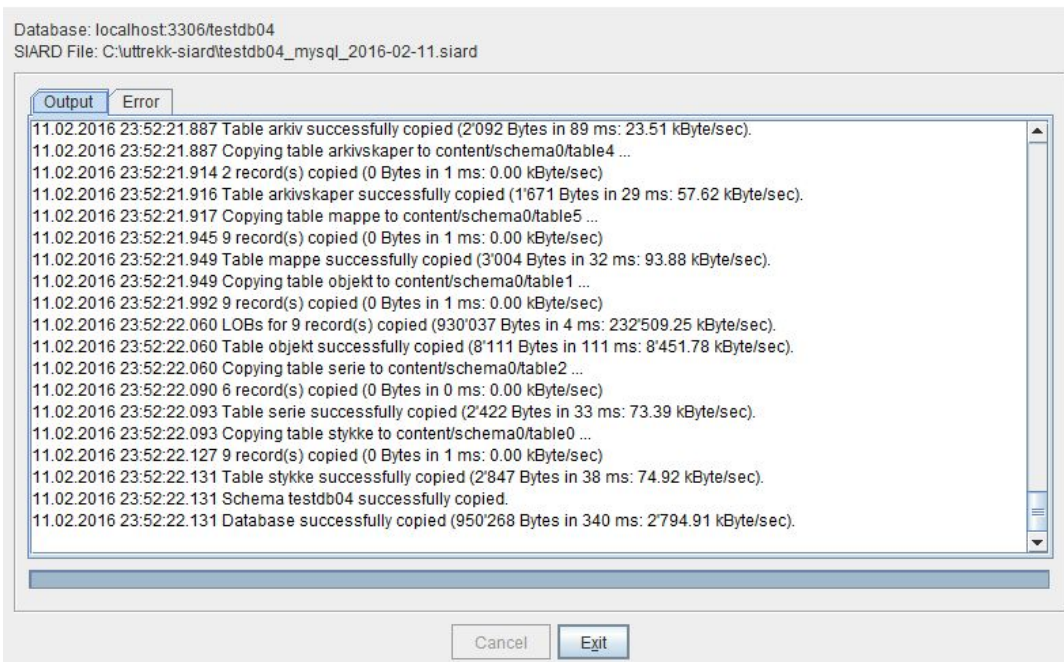 Database: localhost:3306/testdb04
SIARD File: C:\uttrekk-siard\testdb04_mysql_2016-02-11.siard
Output Error
11.02.2016 23:52:21.887 Table arkiv successfully copied (2'092 Bytes in 89 ms: 23.51 kByte/sec).
11.02.2016 23:52:21.887 Copying table arkivskaper to content/schema0/table4 ...
11.02.2016 23:52:21.914 2 record(s) copied (0 Bytes in 1 ms: 0.00 kByte/sec)
11.02.2016 23:52:21.916 Table arkivskaper successfully copied (1'671 Bytes in 29 ms: 57.62 kByte/sec).
11.02.2016 23:52:21.917 Copying table mappe to content/schema0/table5 ...
11.02.2016 23:52:21.945 9 record(s) copied (0 Bytes in 1 ms: 0.00 kByte/sec)
11.02.2016 23:52:21.949 Table mappe successfully copied (3'004 Bytes in 32 ms: 93.88 kByte/sec).
11.02.2016 23:52:21.949 Copying table objekt to content/schema0/table1 ...
11.02.2016 23:52:21.992 9 record(s) copied (0 Bytes in 1 ms: 0.00 kByte/sec)
11.02.2016 23:52:22.060 LOBs for 9 record(s) copied (930'037 Bytes in 4 ms: 232'509.25 kByte/sec).
11.02.2016 23:52:22.060 Table objekt successfully copied (8'111 Bytes in 111 ms: 8'451.78 kByte/sec).
11.02.2016 23:52:22.060 Copying table serie to content/schema0/table2 ...
11.02.2016 23:52:22.090 6 record(s) copied (0 Bytes in 0 ms: 0.00 kByte/sec)
11.02.2016 23:52:22.093 Table serie successfully copied (2'422 Bytes in 33 ms: 73.39 kByte/sec).
11.02.2016 23:52:22.093 Copying table stykke to content/schema0/table0 ...
11.02.2016 23:52:22.127 9 record(s) copied (0 Bytes in 1 ms: 0.00 kByte/sec)
11.02.2016 23:52:22.131 Table stykke successfully copied (2'847 Bytes in 38 ms: 74.92 kByte/sec).
11.02.2016 23:52:22.131 Schema testdb04 successfully copied.
11.02.2016 23:52:22.131 Database successfully copied (950'268 Bytes in 340 ms: 2'794.91 kByte/sec).
Cancel Exit